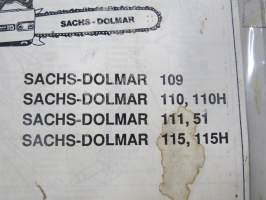 SACHS-DOLMAR
SACHS-DOLMAR 109
SACHS-DOLMAR 110, 110H
SACHS-DOLMAR 111, 51
SACHS-DOLMAR 115, 115H